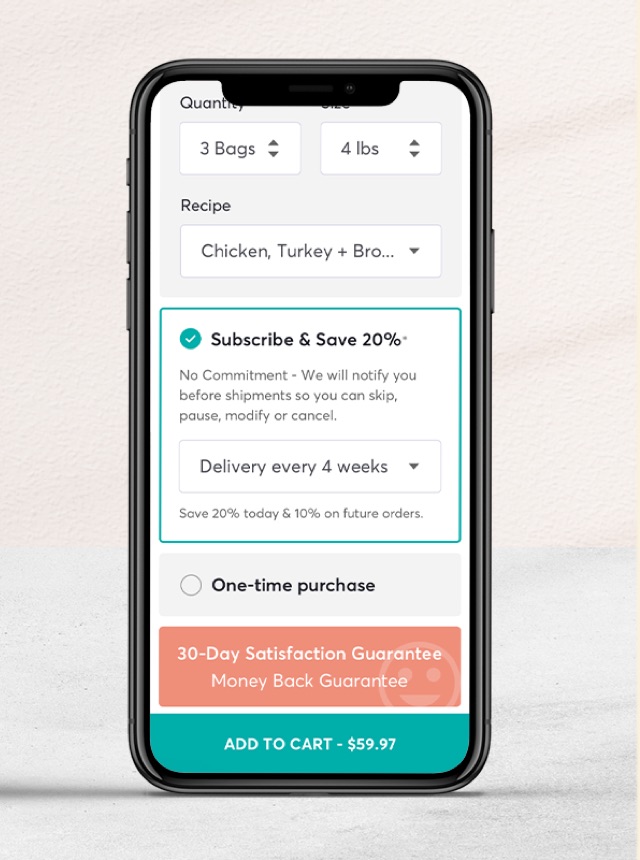 Quantity
Size
3 Bags
4 lbs
Recipe
Chicken, Turkey + Bro...
Subscribe & Save 20%*
No Commitment - We will notify you
before shipments so you can skip,
pause, modify or cancel.
Delivery every 4 weeks
Save 20% today & 10% on future orders.
One-time purchase
30-Day Satisfaction Guarantee
Money Back Guarantee
ADD TO CART - $59.97